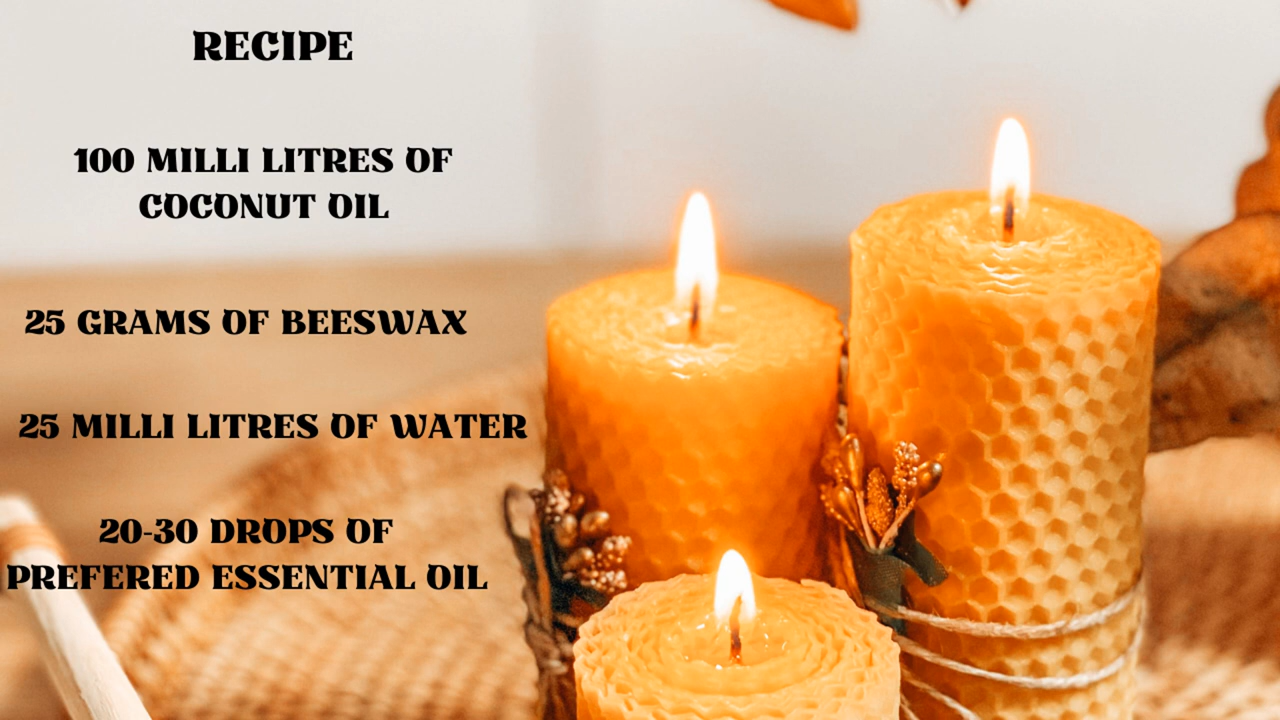 RECIPE
100 MILLI LITRES OF
COCONUT OIL
25 GRAMS OF BEESWAX
25 MILLI LITRES OF WATER
20-30 DROPS OF
PREFERED ESSENTIAL OIL